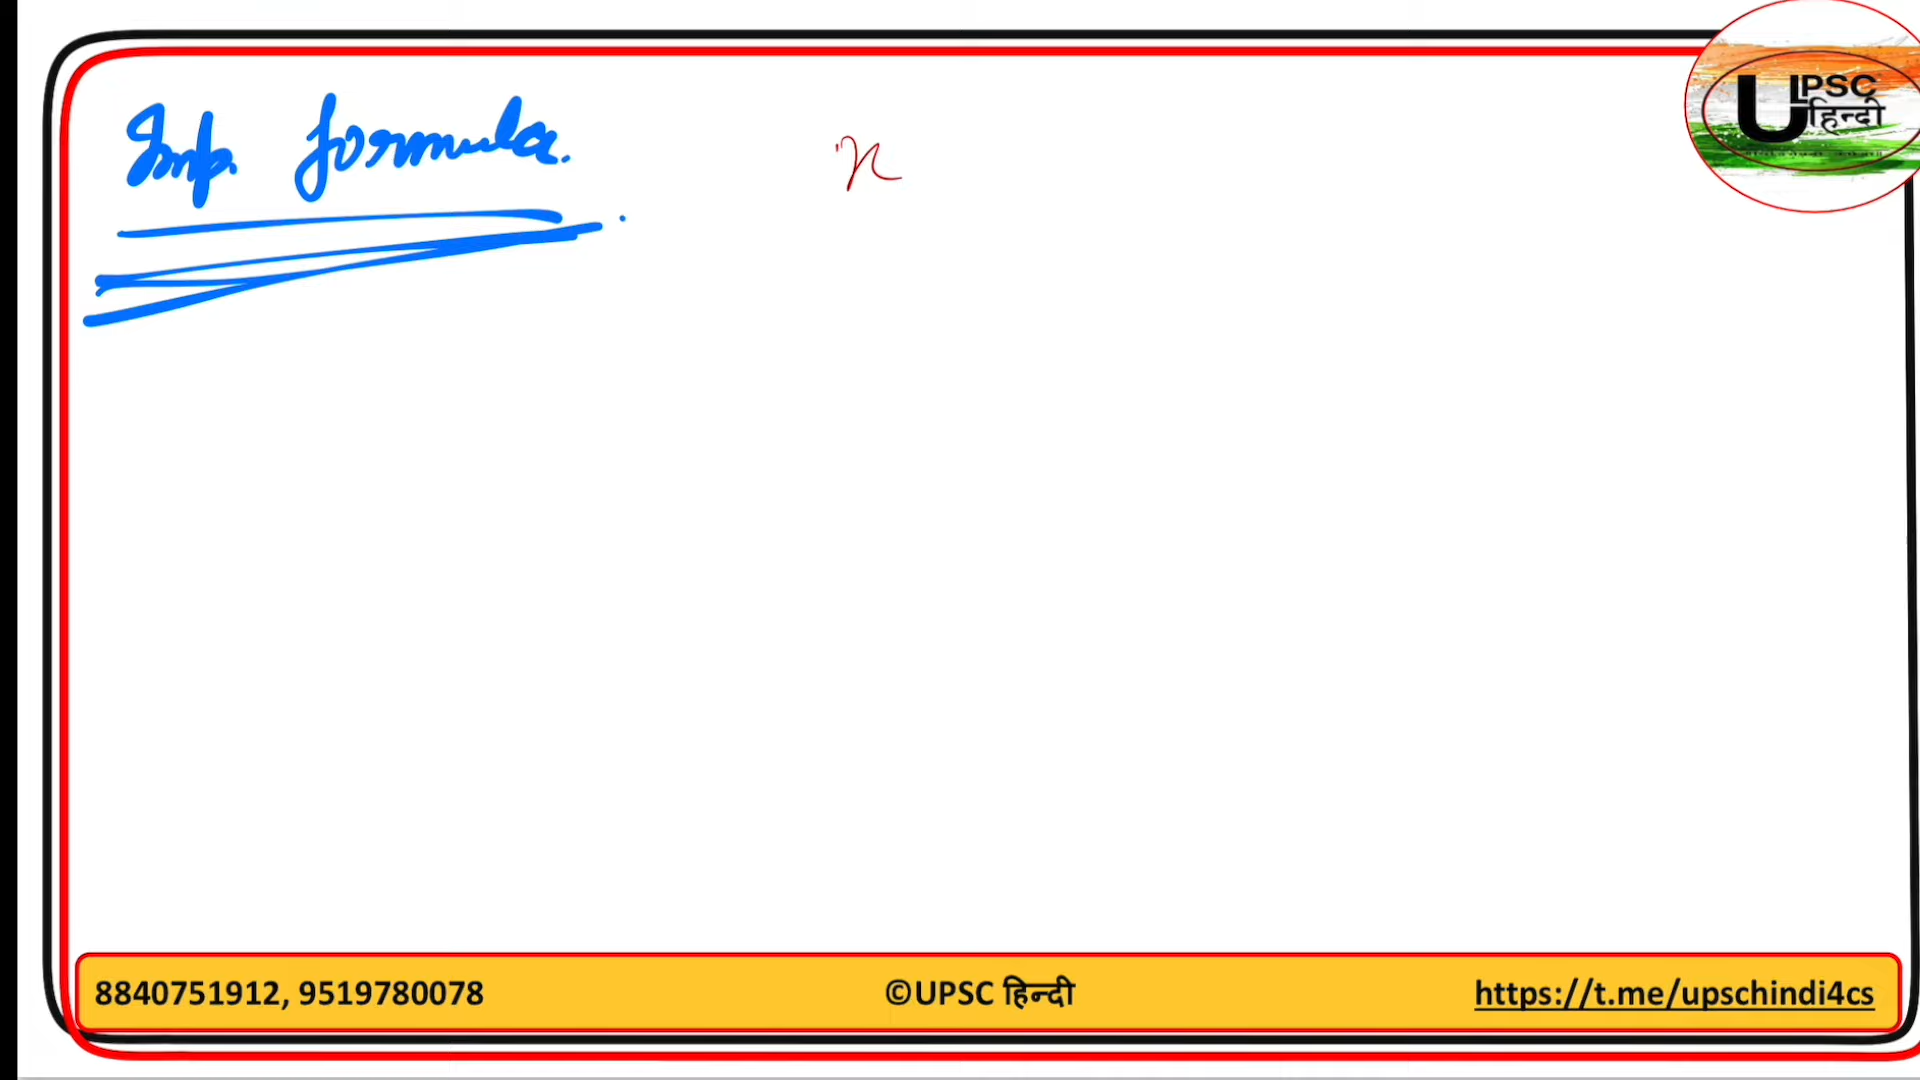 Imp. formula.
x
UPSC
हिन्दी
8840751912, 9519780078
©UPSC हिन्दी
https://t.me/upschindi4cs